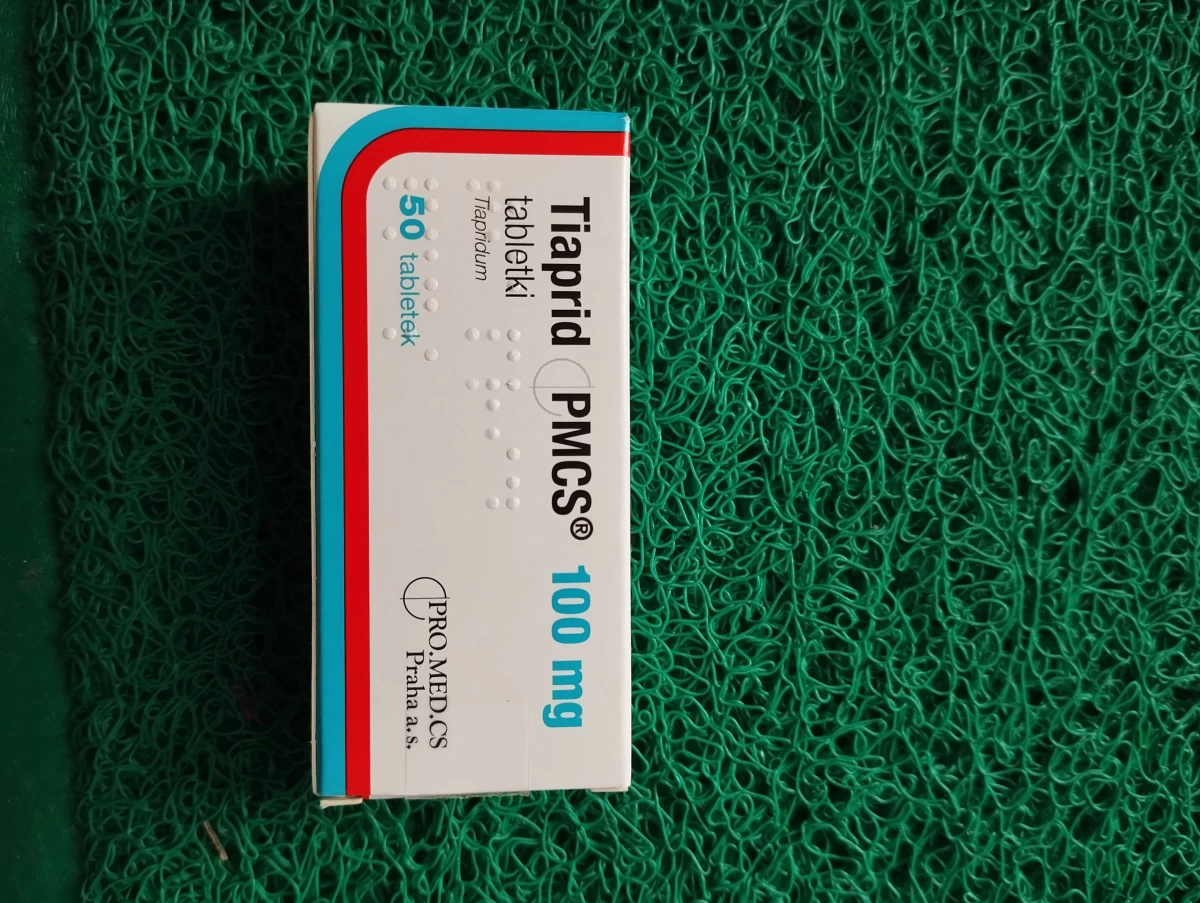 Tiaprid PMCS® 100 mg
tabletki
Tiapridum
50 tabletek
PRO.MED.CS
Praha a. s.